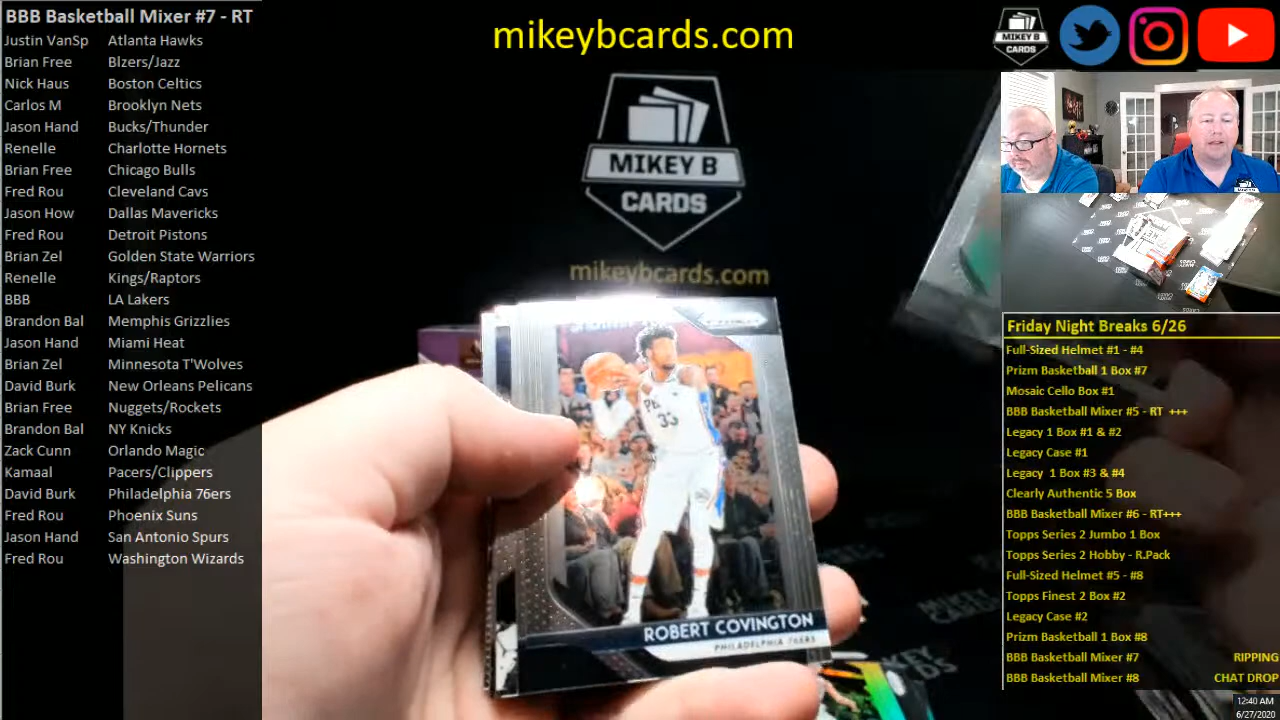 BBB Basketball Mixer #7 - RT
Justin VanSp Atlanta Hawks
Brian Free Blzers/Jazz
Nick Haus Boston Celtics
Carlos M Brooklyn Nets
Jason Hand Bucks/Thunder
Renelle Charlotte Hornets
Brian Free Chicago Bulls
Fred Rou Cleveland Cavs
Jason How Dallas Mavericks
Fred Rou Detroit Pistons
Brian Zel Golden State Warriors
Renelle Kings/Raptors
BBB LA Lakers
Brandon Bal Memphis Grizzlies
Jason Hand Miami Heat
Brian Zel Minnesota T'Wolves
David Burk New Orleans Pelicans
Brian Free Nuggets/Rockets
Brandon Bal NY Knicks
Zack Cunn Orlando Magic
Kamaal Pacers/Clippers
David Burk Philadelphia 76ers
Fred Rou Phoenix Suns
Jason Hand San Antonio Spurs
Fred Rou Washington Wizards
mikeybcards.com
MIKEY B
CARDS
mikeybcards.com
33
ROBERT COVINGTON
PHILADELPHIA 76ERS
MIKEY B
CARDS
Friday Night Breaks 6/26
Full-Sized Helmet #1 - #4
Prizm Basketball 1 Box #7
Mosaic Cello Box #1
BBB Basketball Mixer #5 - RT +++
Legacy 1 Box #1 & #2
Legacy Case #1
Legacy 1 Box #3 & #4
Clearly Authentic 5 Box
BBB Basketball Mixer #6 - RT+++
Topps Series 2 Jumbo 1 Box
Topps Series 2 Hobby - R.Pack
Full-Sized Helmet #5 - #8
Topps Finest 2 Box #2
Legacy Case #2
Prizm Basketball 1 Box #8
BBB Basketball Mixer #7 RIPPING
BBB Basketball Mixer #8 CHAT DROP
12:40 AM
6/27/2020